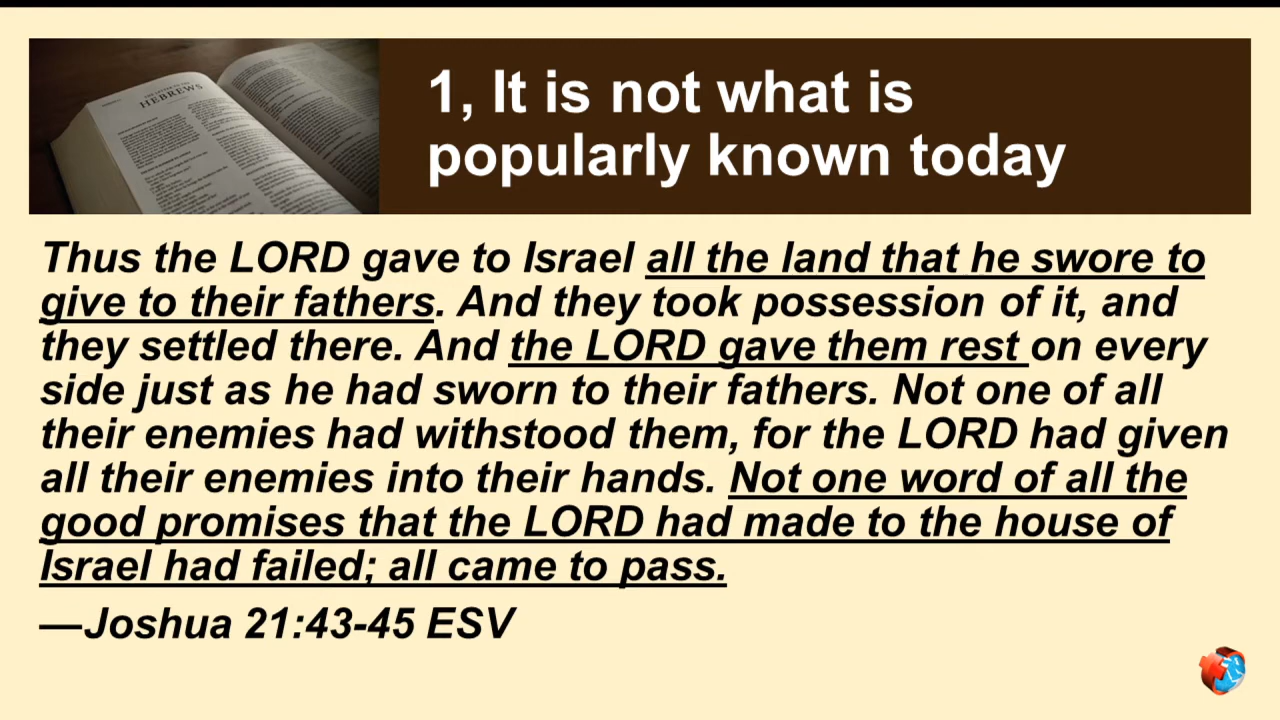 THE LETTER TO THE
HEBREWS
1, It is not what is
popularly known today
Thus the LORD gave to Israel all the land that he swore to
give to their fathers. And they took possession of it, and
they settled there. And the LORD gave them rest on every
side just as he had sworn to their fathers. Not one of all
their enemies had withstood them, for the LORD had given
all their enemies into their hands. Not one word of all the
good promises that the LORD had made to the house of
Israel had failed; all came to pass.
—Joshua 21:43-45 ESV